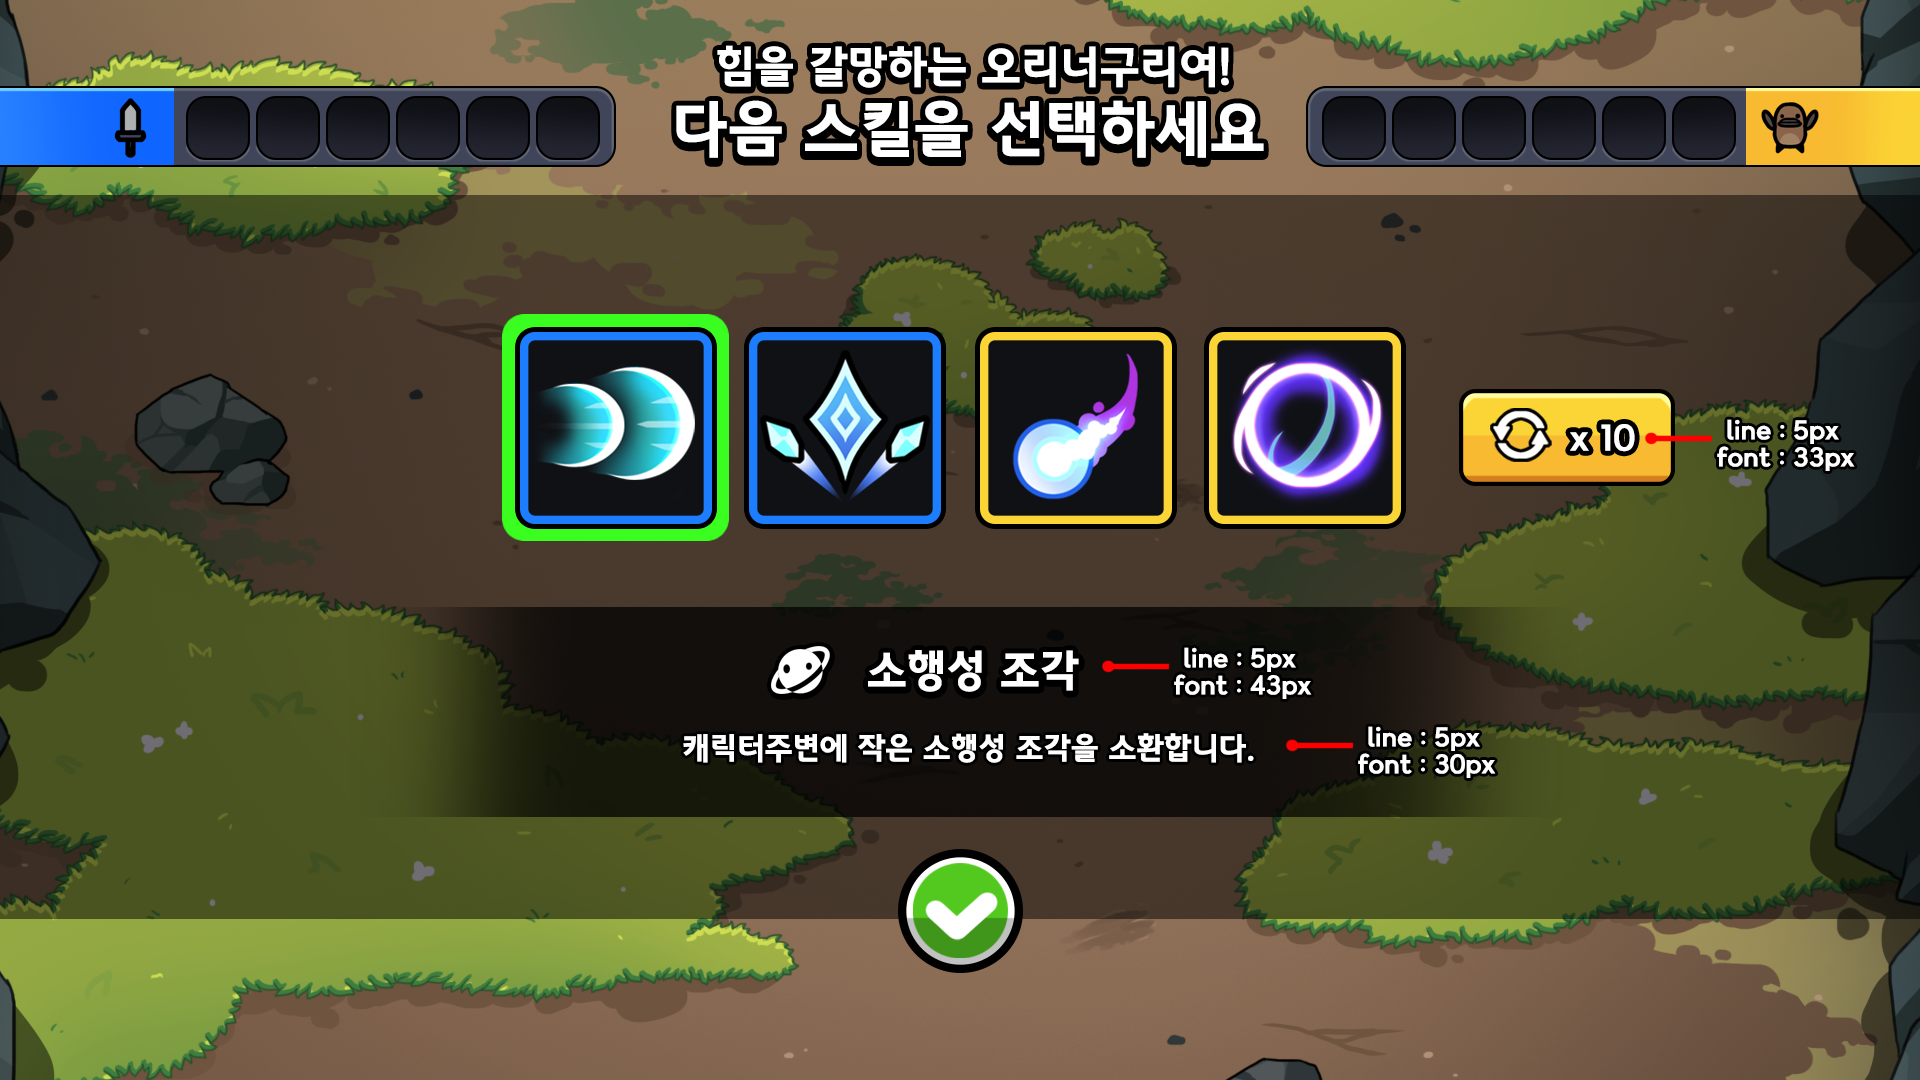 힘을 갈망하는 오리너구리여!
다음 스킬을 선택하세요
x 10
line : 5px
font : 33px
소행성 조각
line : 5px
font : 43px
캐릭터주변에 작은 소행성 조각을 소환합니다.
line : 5px
font : 30px